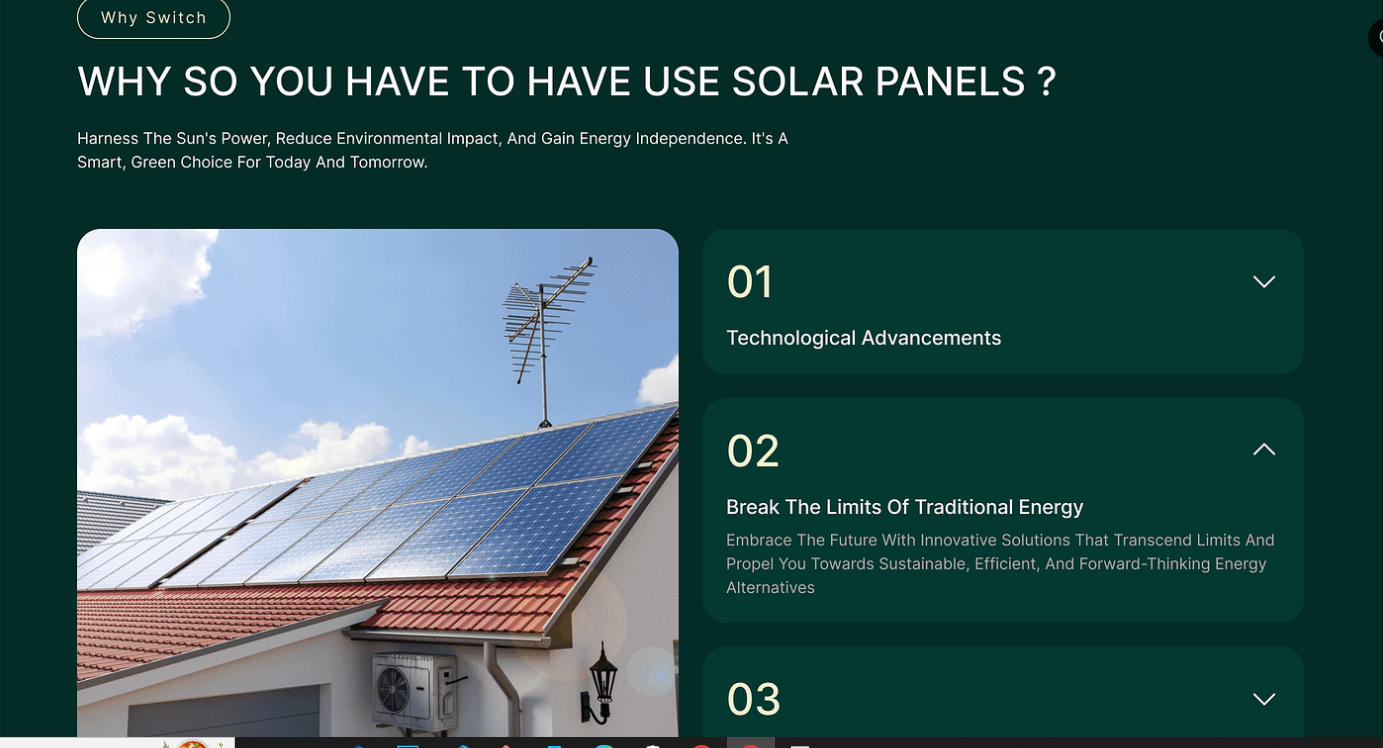 Why Switch
WHY SO YOU HAVE TO HAVE USE SOLAR PANELS ?
Harness The Sun's Power, Reduce Environmental Impact, And Gain Energy Independence. It's A
Smart, Green Choice For Today And Tomorrow.
01
Technological Advancements
02
Break The Limits Of Traditional Energy
Embrace The Future With Innovative Solutions That Transcend Limits And
Propel You Towards Sustainable, Efficient, And Forward-Thinking Energy
Alternatives
03